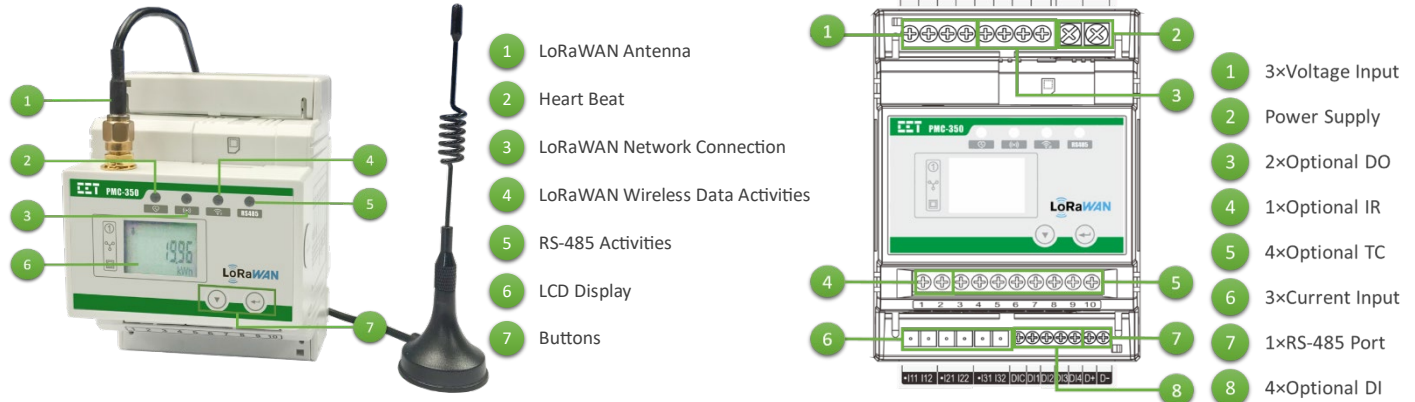 1 LoRaWAN Antenna
2 Heart Beat
3 LoRaWAN Network Connection
4 LoRaWAN Wireless Data Activities
5 RS-485 Activities
6 LCD Display
7 Buttons
1
2
3
4
5
6
7
CET PMC-350
RS485
1
19.96
kWh
LoRaWAN
1
2
3
4
5
6
7
8
CET PMC-350
RS485
1
LoRaWAN
1 2 3 4 5 6 7 8 9 10
•I11 I12 •I21 I22 •I31 I32 DIC DI1 DI2 DI3 DI4 D+ D-
1 3×Voltage Input
2 Power Supply
3 2×Optional DO
4 1×Optional IR
5 4×Optional TC
6 3×Current Input
7 1×RS-485 Port
8 4×Optional DI